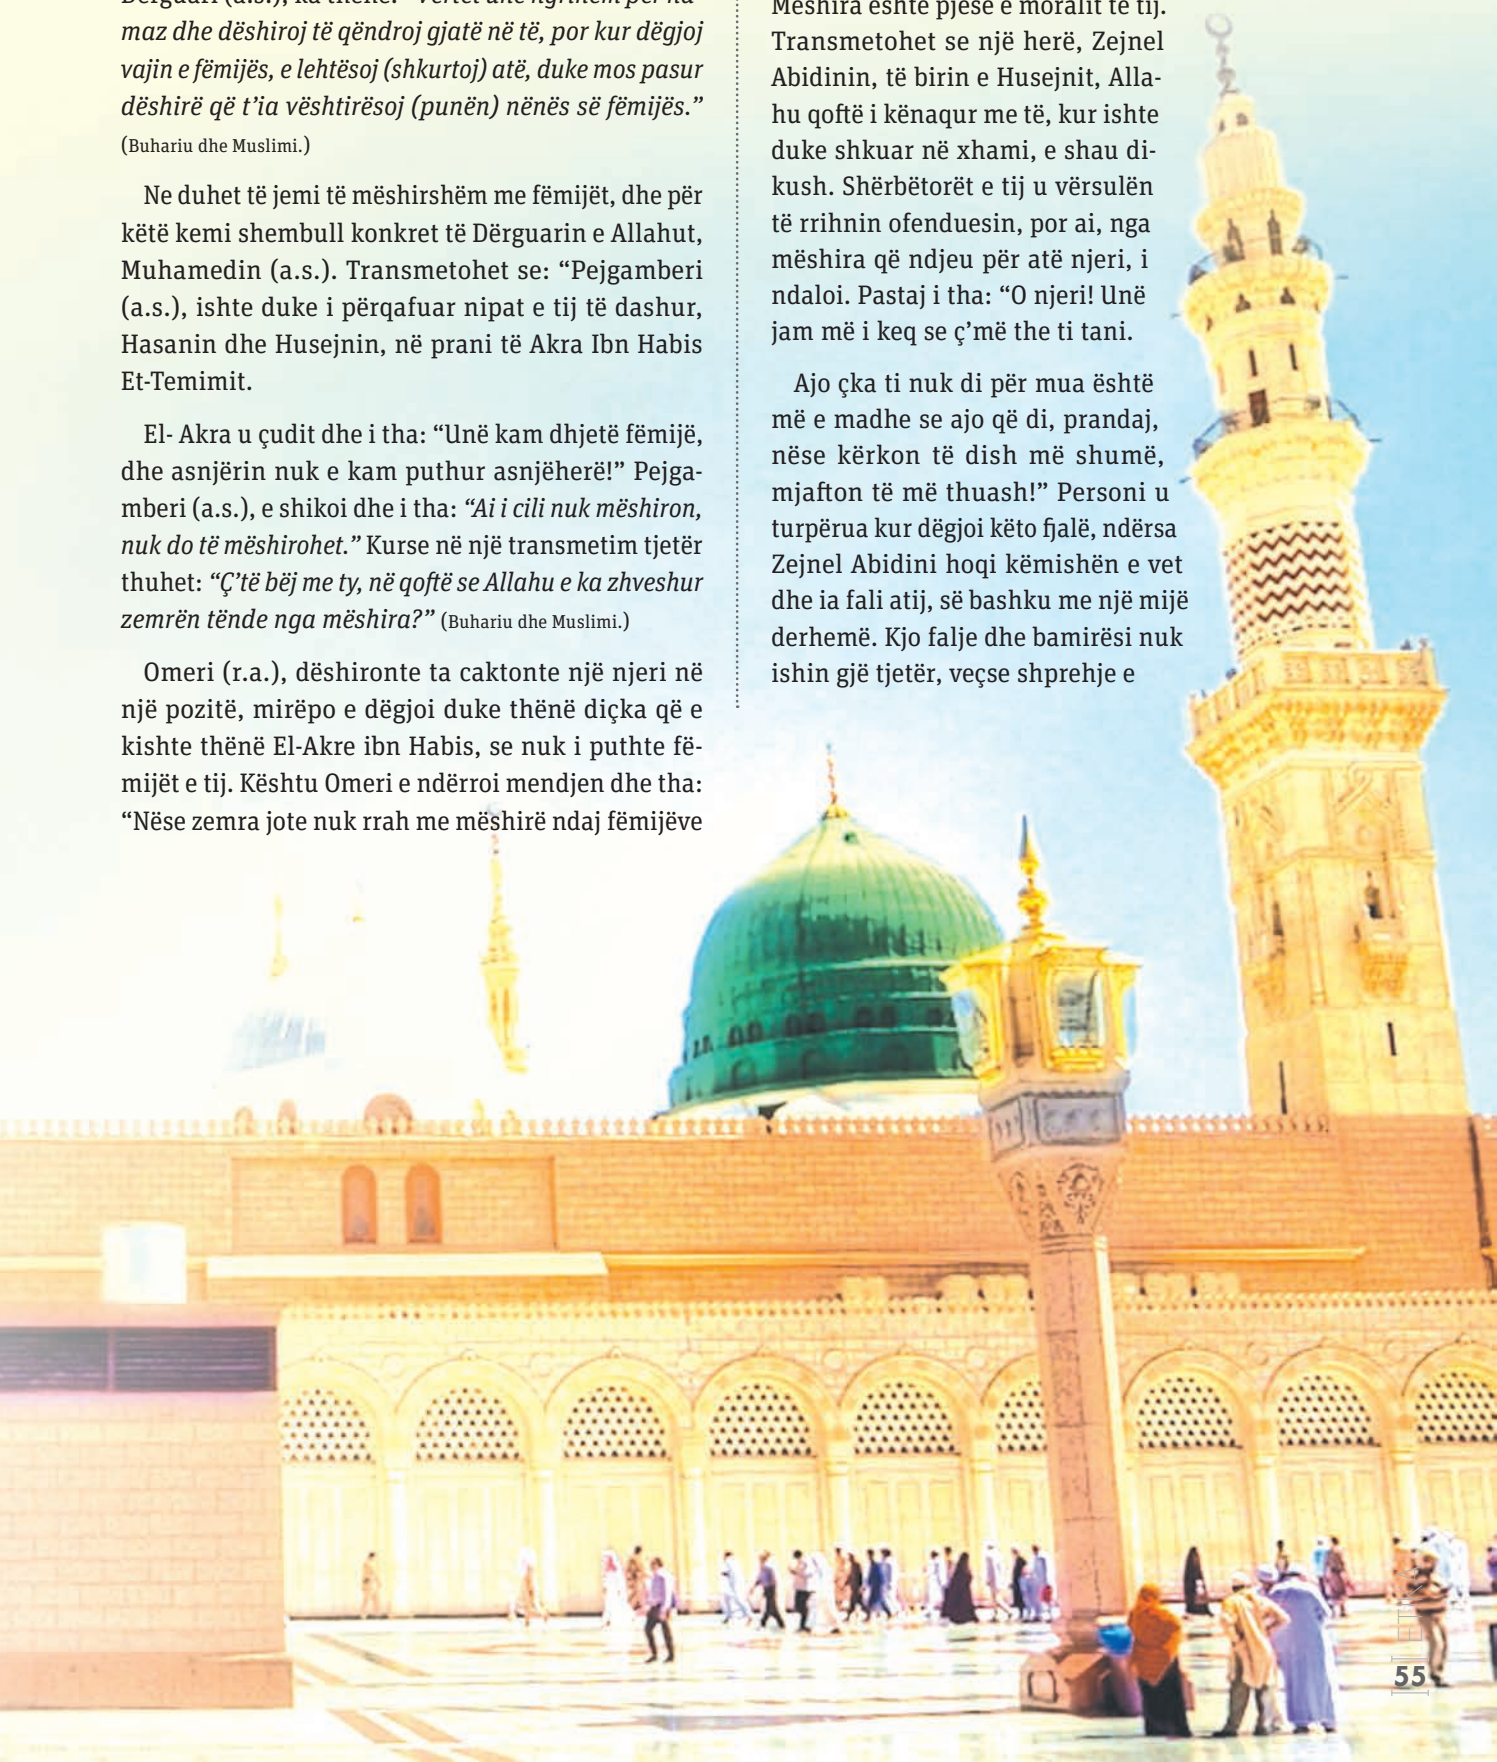 maz dhe dëshiroj të qëndroj gjatë në të, por kur dëgjoj
vajin e fëmijës, e lehtësoj (shkurtoj) atë, duke mos pasur
dëshirë që t’ia vështirësoj (punën) nënës së fëmijës.”
(Buhariu dhe Muslimi.)
Ne duhet të jemi të mëshirshëm me fëmijët, dhe për
këtë kemi shembull konkret të Dërguarin e Allahut,
Muhamedin (a.s.). Transmetohet se: “Pejgamberi
(a.s.), ishte duke i përqafuar nipat e tij të dashur,
Hasanin dhe Husejnin, në prani të Akra Ibn Habis
Et-Temimit.
El- Akra u çudit dhe i tha: “Unë kam dhjetë fëmijë,
dhe asnjërin nuk e kam puthur asnjëherë!” Pejga-
mberi (a.s.), e shikoi dhe i tha: “Ai i cili nuk mëshiron,
nuk do të mëshirohet.” Kurse në një transmetim tjetër
thuhet: “Ç’të bëj me ty, në qoftë se Allahu e ka zhveshur
zemrën tënde nga mëshira?” (Buhariu dhe Muslimi.)
Omeri (r.a.), dëshironte ta caktonte një njeri në
një pozitë, mirëpo e dëgjoi duke thënë diçka që e
kishte thënë El-Akre ibn Habis, se nuk i puthte fë-
mijët e tij. Kështu Omeri e ndërroi mendjen dhe tha:
“Nëse zemra jote nuk rrah me mëshirë ndaj fëmijëve
Mëshira është pjesë e moralit të tij.
Transmetohet se një herë, Zejnel
Abidinin, të birin e Husejnit, Alla-
hu qoftë i kënaqur me të, kur ishte
duke shkuar në xhami, e shau di-
kush. Shërbëtorët e tij u vërsulën
të rrihnin ofenduesin, por ai, nga
mëshira që ndjeu për atë njeri, i
ndaloi. Pastaj i tha: “O njeri! Unë
jam më i keq se ç’më the ti tani.
Ajo çka ti nuk di për mua është
më e madhe se ajo që di, prandaj,
nëse kërkon të dish më shumë,
mjafton të më thuash!” Personi u
turpërua kur dëgjoi këto fjalë, ndërsa
Zejnel Abidini hoqi këmishën e vet
dhe ia fali atij, së bashku me një mijë
derhemë. Kjo falje dhe bamirësi nuk
ishin gjë tjetër, veçse shprehje e
55